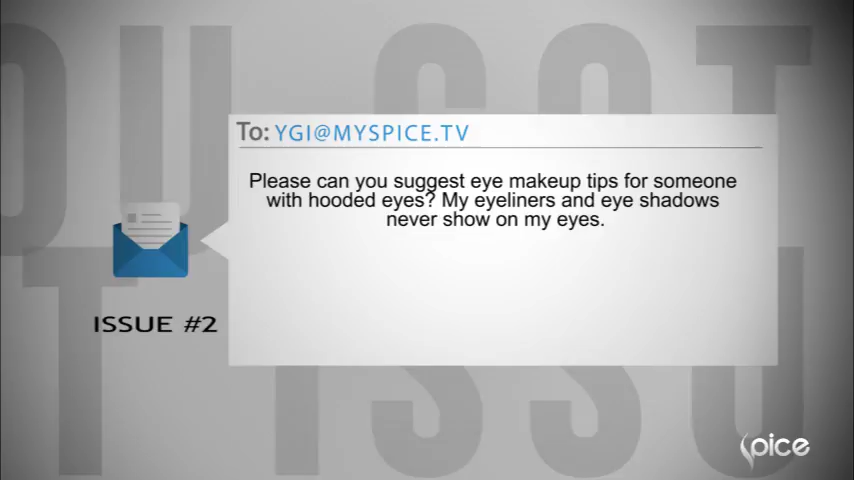 To: YGI@MYSPICE.TV
Please can you suggest eye makeup tips for someone
with hooded eyes? My eyeliners and eye shadows
never show on my eyes.
ISSUE #2
Spice